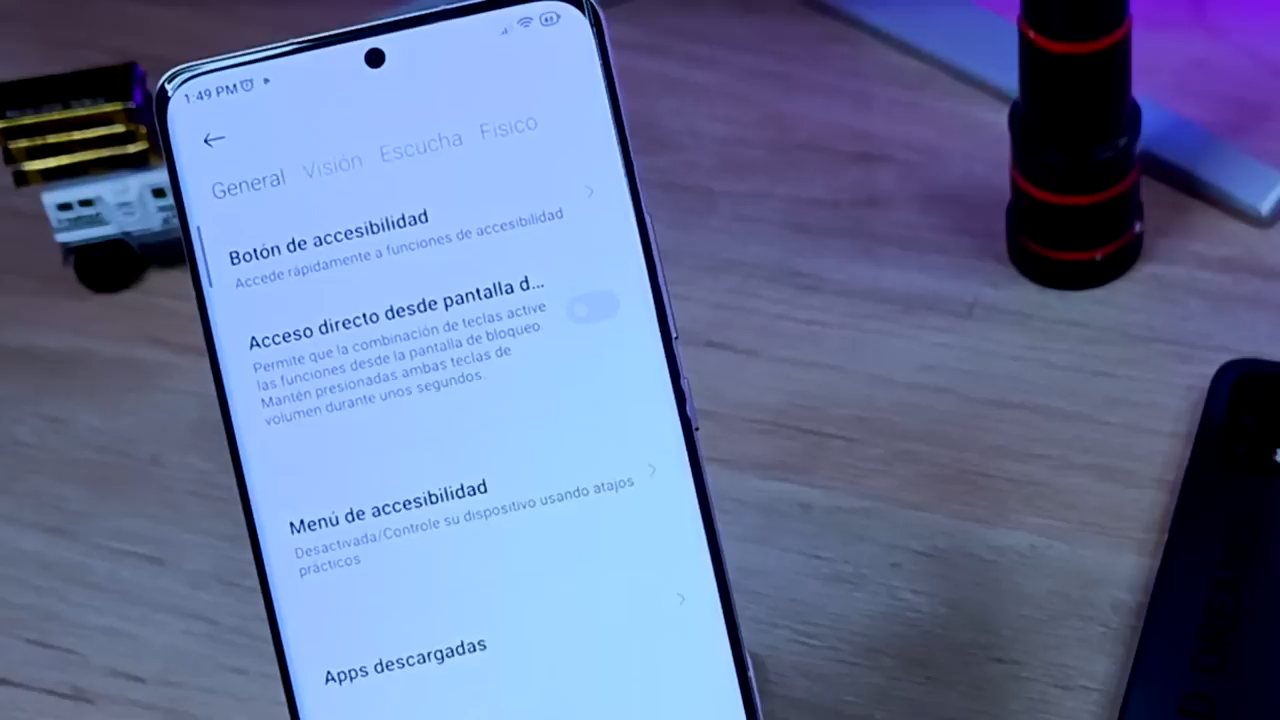 1:49 PM
48
General Visión Escucha Físico
Botón de accesibilidad
Accede rápidamente a funciones de accesibilidad
Acceso directo desde pantalla d...
Permite que la combinación de teclas active
las funciones desde la pantalla de bloqueo
Mantén presionadas ambas teclas de
volumen durante unos segundos.
Menú de accesibilidad
Desactivada/Controle su dispositivo usando atajos
prácticos
Apps descargadas